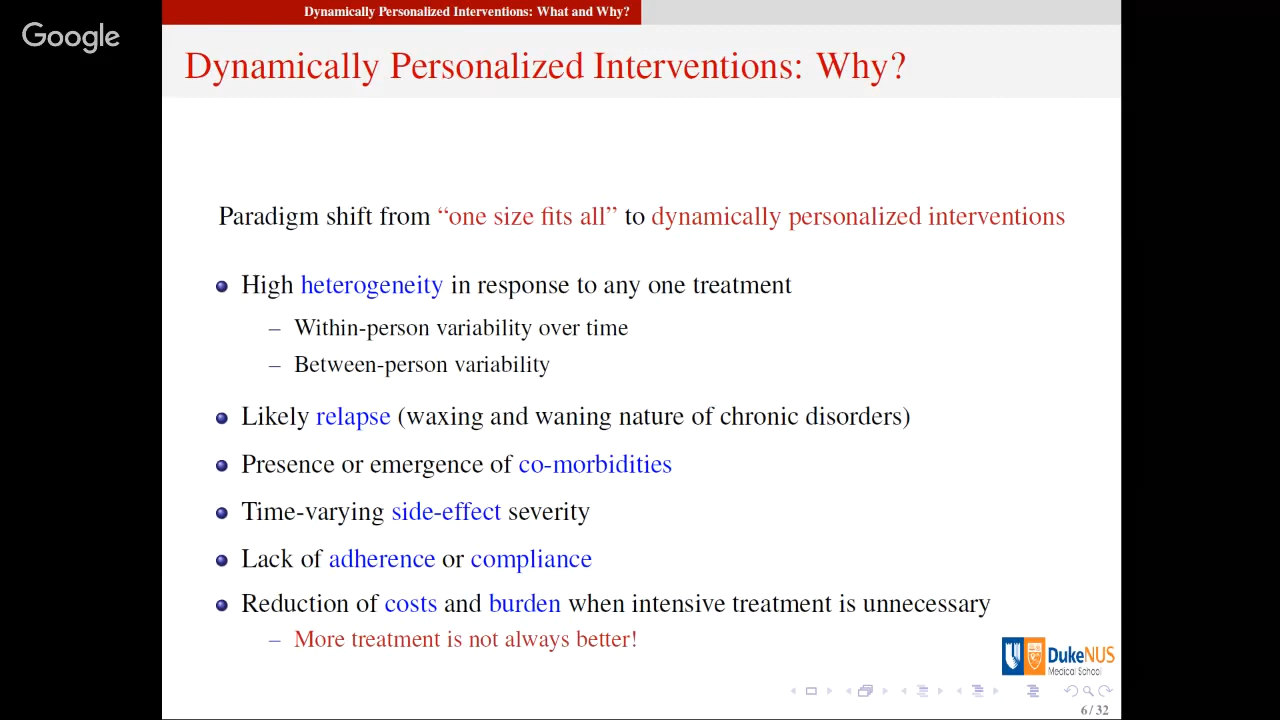 Dynamically Personalized Interventions: What and Why?
Google
Dynamically Personalized Interventions: Why?
Paradigm shift from “one size fits all” to dynamically personalized interventions
High heterogeneity in response to any one treatment
– Within-person variability over time
– Between-person variability
Likely relapse (waxing and waning nature of chronic disorders)
Presence or emergence of co-morbidities
Time-varying side-effect severity
Lack of adherence or compliance
Reduction of costs and burden when intensive treatment is unnecessary
– More treatment is not always better!
DukeNUS
Medical School
6 / 32